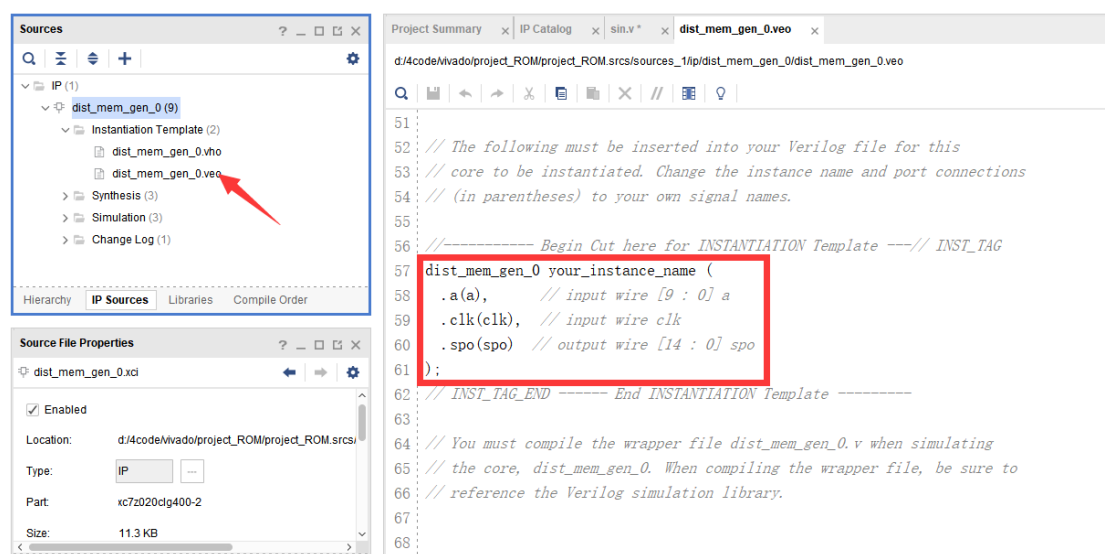 Sources
IP (1)
dist_mem_gen_0 (9)
Instantiation Template (2)
dist_mem_gen_0.vho
dist_mem_gen_0.veo
Synthesis (3)
Simulation (3)
Change Log (1)
Hierarchy IP Sources Libraries Compile Order
Source File Properties
dist_mem_gen_0.xci
Enabled
Location: d:/4code/vivado/project_ROM/project_ROM.srcs/
Type: IP
Part: xc7z020clg400-2
Size: 11.3 KB
Project Summary IP Catalog sin.v * dist_mem_gen_0.veo
d:/4code/vivado/project_ROM/project_ROM.srcs/sources_1/ip/dist_mem_gen_0/dist_mem_gen_0.veo
51
52 // The following must be inserted into your Verilog file for this
53 // core to be instantiated. Change the instance name and port connections
54 // (in parentheses) to your own signal names.
55
56 //----------- Begin Cut here for INSTANTIATION Template ---// INST_TAG
57 dist_mem_gen_0 your_instance_name (
58 .a(a), // input wire [9 : 0] a
59 .clk(clk), // input wire clk
60 .spo(spo) // output wire [14 : 0] spo
61 );
62 // INST_TAG_END ------ End INSTANTIATION Template ---------
63
64 // You must compile the wrapper file dist_mem_gen_0.v when simulating
65 // the core, dist_mem_gen_0. When compiling the wrapper file, be sure to
66 // reference the Verilog simulation library.
67
68